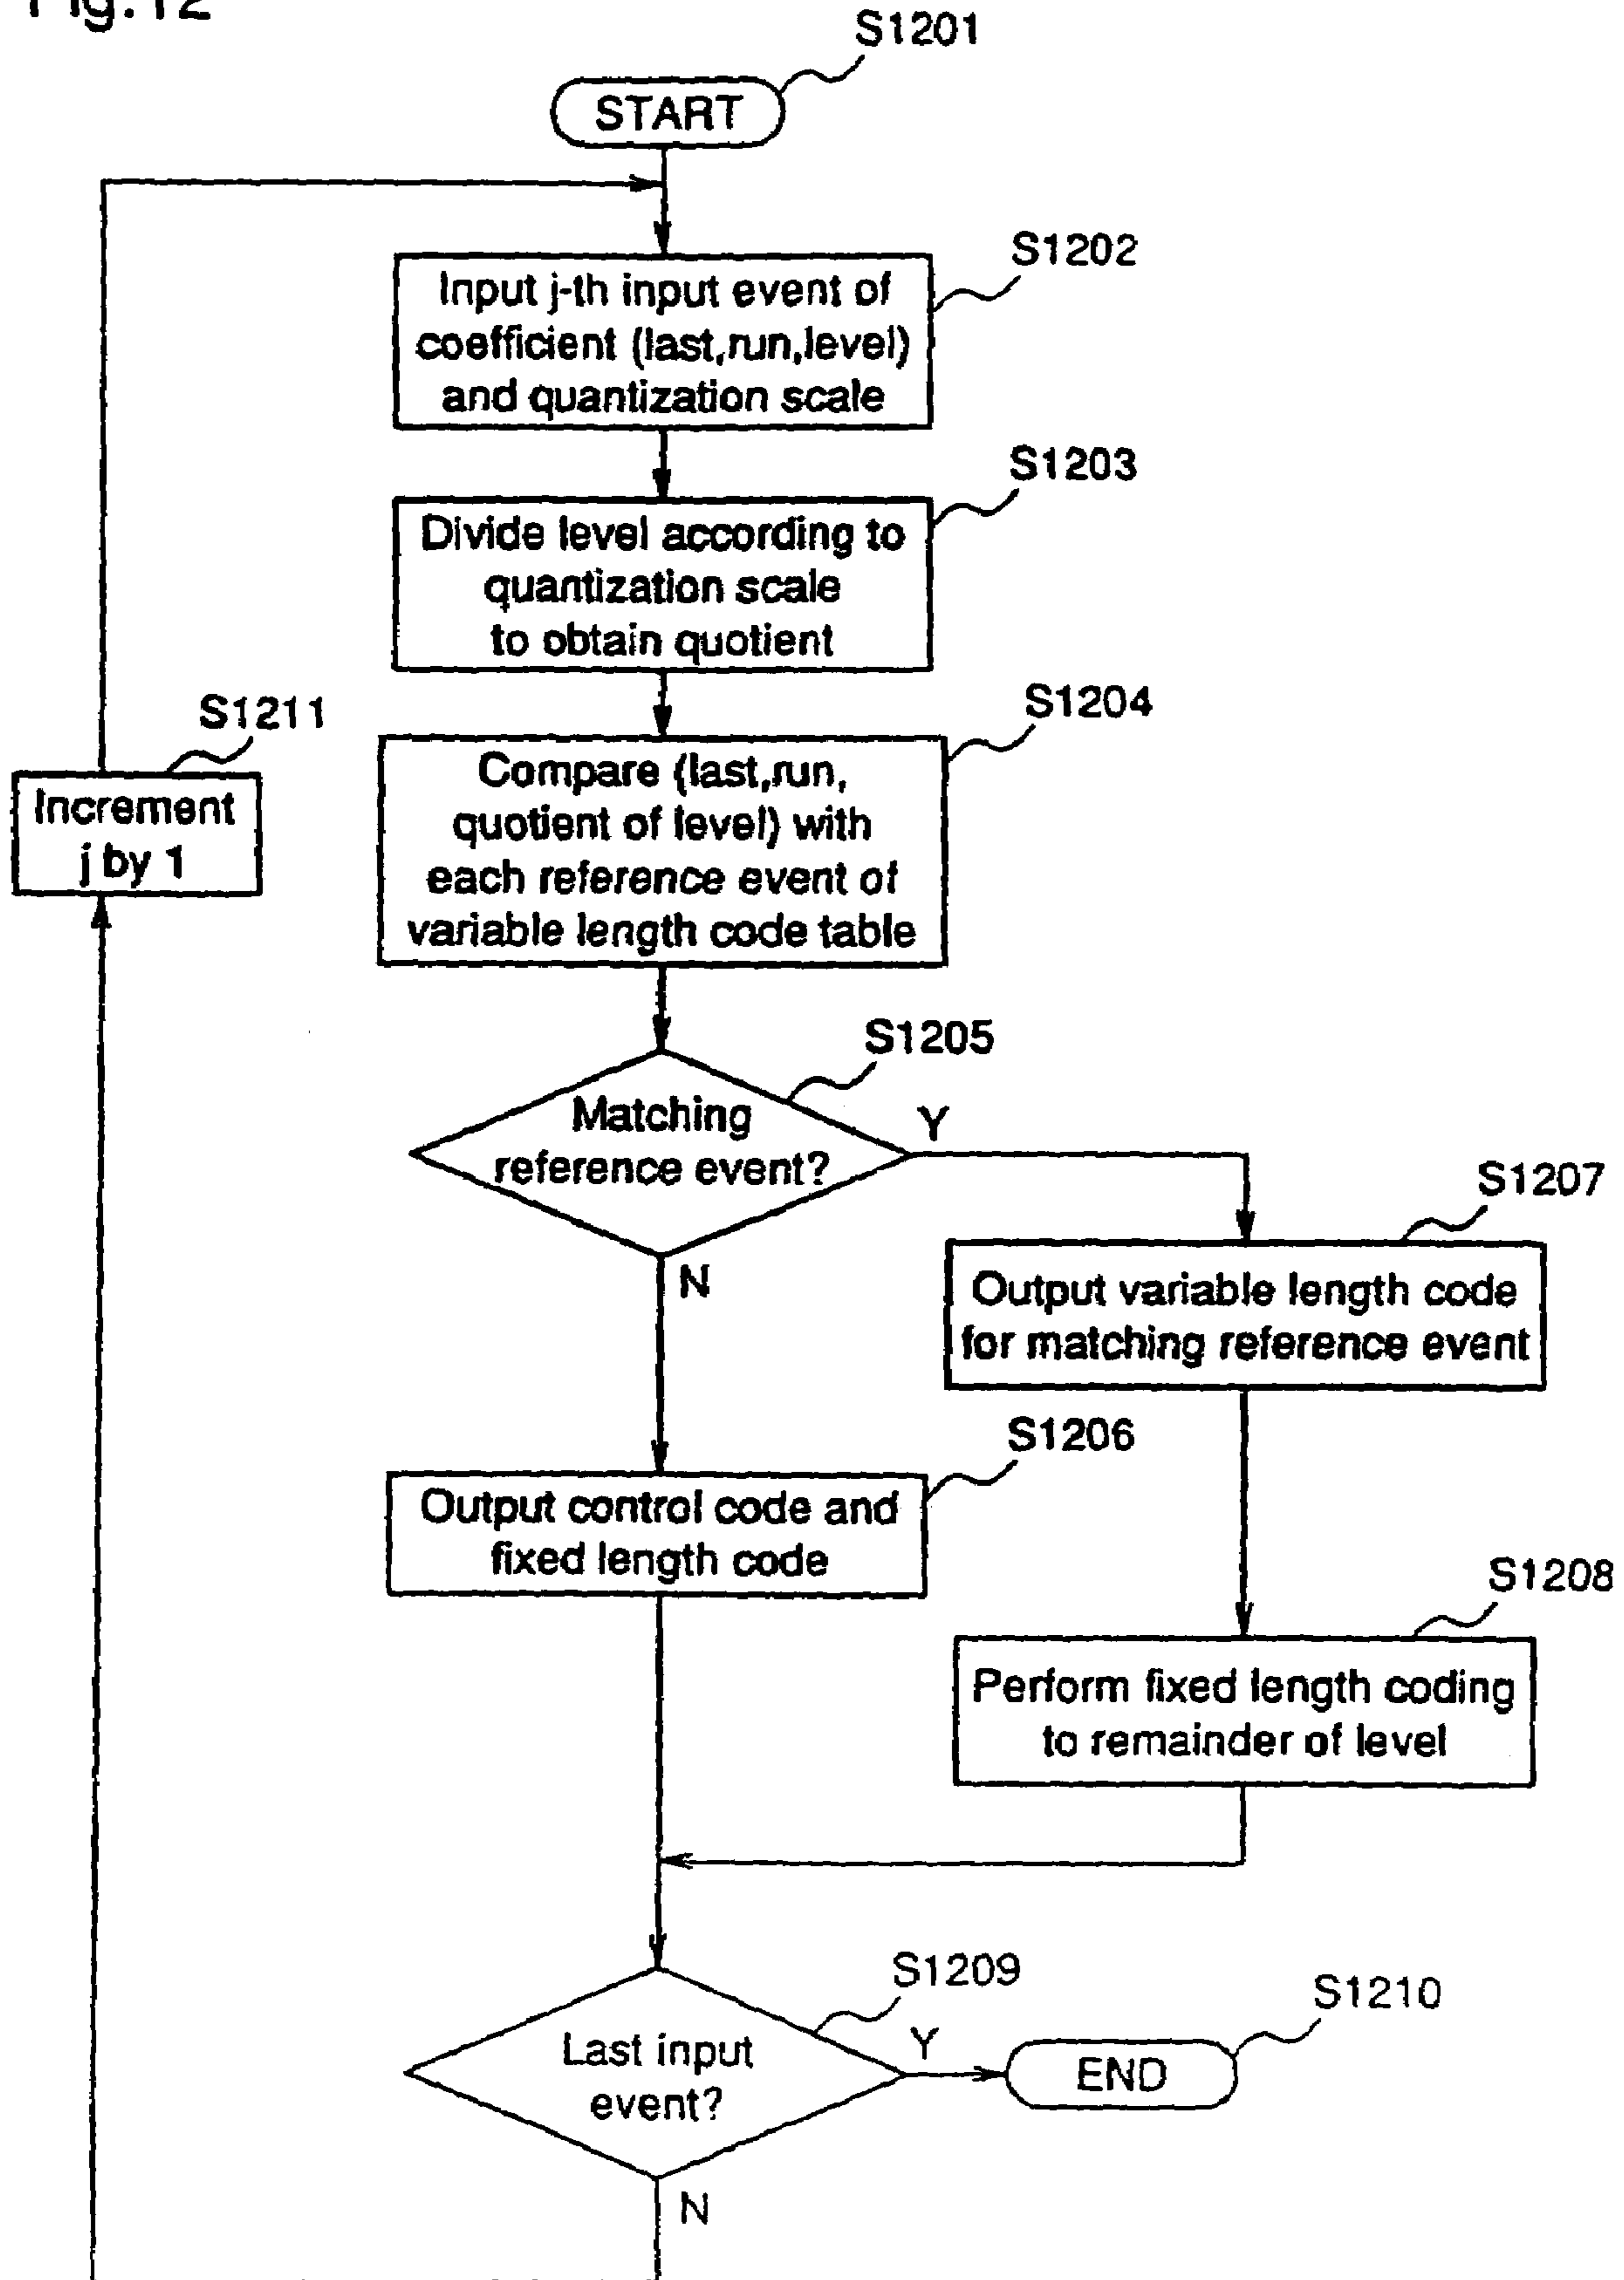 Fig.12
S1201
START
S1202
Input j-th input event of
coefficient (last,run,level)
and quantization scale
S1203
Divide level according to
quantization scale
to obtain quotient
S1204
Compare (last,run,
quotient of level) with
each reference event of
variable length code table
S1211
Increment
j by 1
S1205
Matching
reference event?
Y
N
S1207
Output variable length code
for matching reference event
S1206
Output control code and
fixed length code
S1208
Perform fixed length coding
to remainder of level
S1209
Last input
event?
Y
S1210
END
N